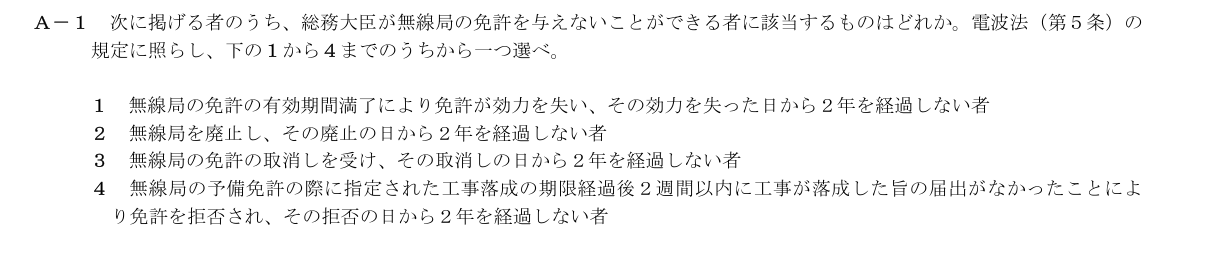 Ａ－１　次に掲げる者のうち、総務大臣が無線局の免許を与えないことができる者に該当するものはどれか。電波法（第５条）の
規定に照らし、下の１から４までのうちから一つ選べ。
１　無線局の免許の有効期間満了により免許が効力を失い、その効力を失った日から２年を経過しない者
２　無線局を廃止し、その廃止の日から２年を経過しない者
３　無線局の免許の取消しを受け、その取消しの日から２年を経過しない者
４　無線局の予備免許の際に指定された工事落成の期限経過後２週間以内に工事が落成した旨の届出がなかったことによ
り免許を拒否され、その拒否の日から２年を経過しない者